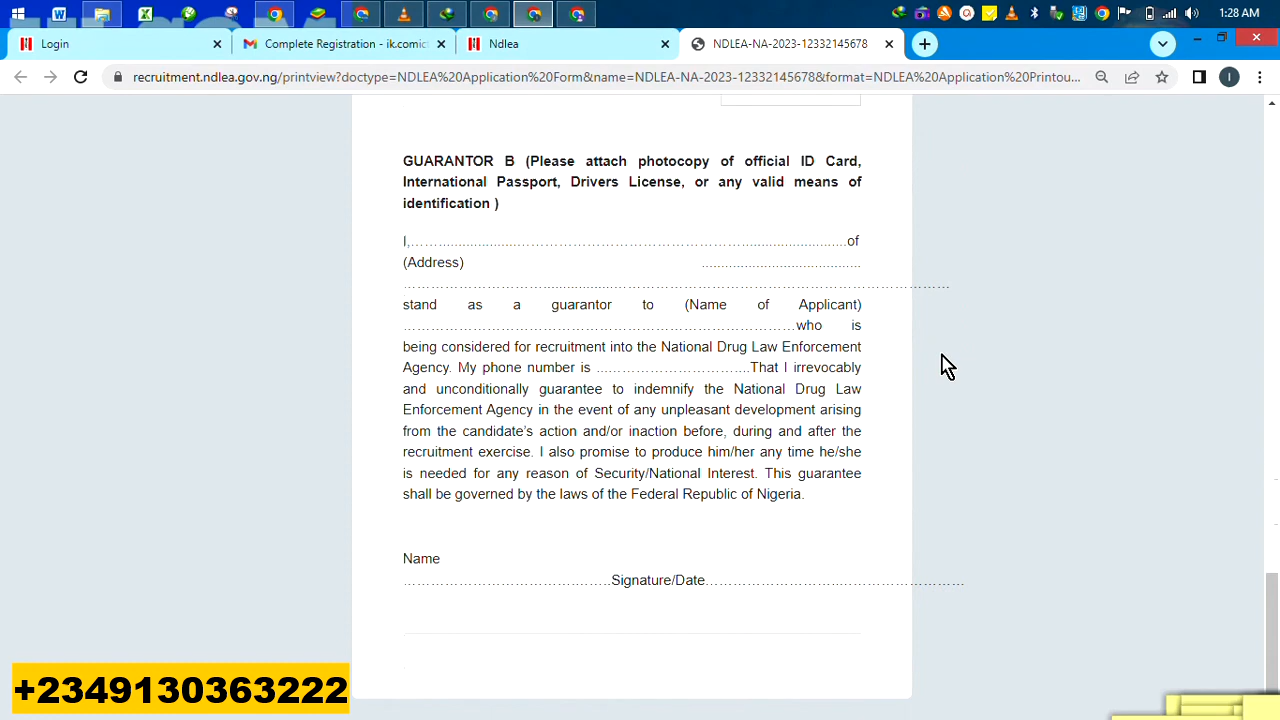 1:28 AM
Login
Complete Registration - ik.comic
Ndlea
NDLEA-NA-2023-12332145678
recruitment.ndlea.gov.ng/printview?doctype=NDLEA%20Application%20Form&name=NDLEA-NA-2023-12332145678&format=NDLEA%20Application%20Printou...
I
GUARANTOR B (Please attach photocopy of official ID Card,
International Passport, Drivers License, or any valid means of
identification )
I,……......................……………………………………………...........................of
(Address) ........................................
………………………………...............………………………………………………………
stand as a guarantor to (Name of Applicant)
……………………………………………………………………………who is
being considered for recruitment into the National Drug Law Enforcement
Agency. My phone number is ...………………………….That I irrevocably
and unconditionally guarantee to indemnify the National Drug Law
Enforcement Agency in the event of any unpleasant development arising
from the candidate’s action and/or inaction before, during and after the
recruitment exercise. I also promise to produce him/her any time he/she
is needed for any reason of Security/National Interest. This guarantee
shall be governed by the laws of the Federal Republic of Nigeria.
Name
……………………………………….Signature/Date…………………………………………………
+2349130363222